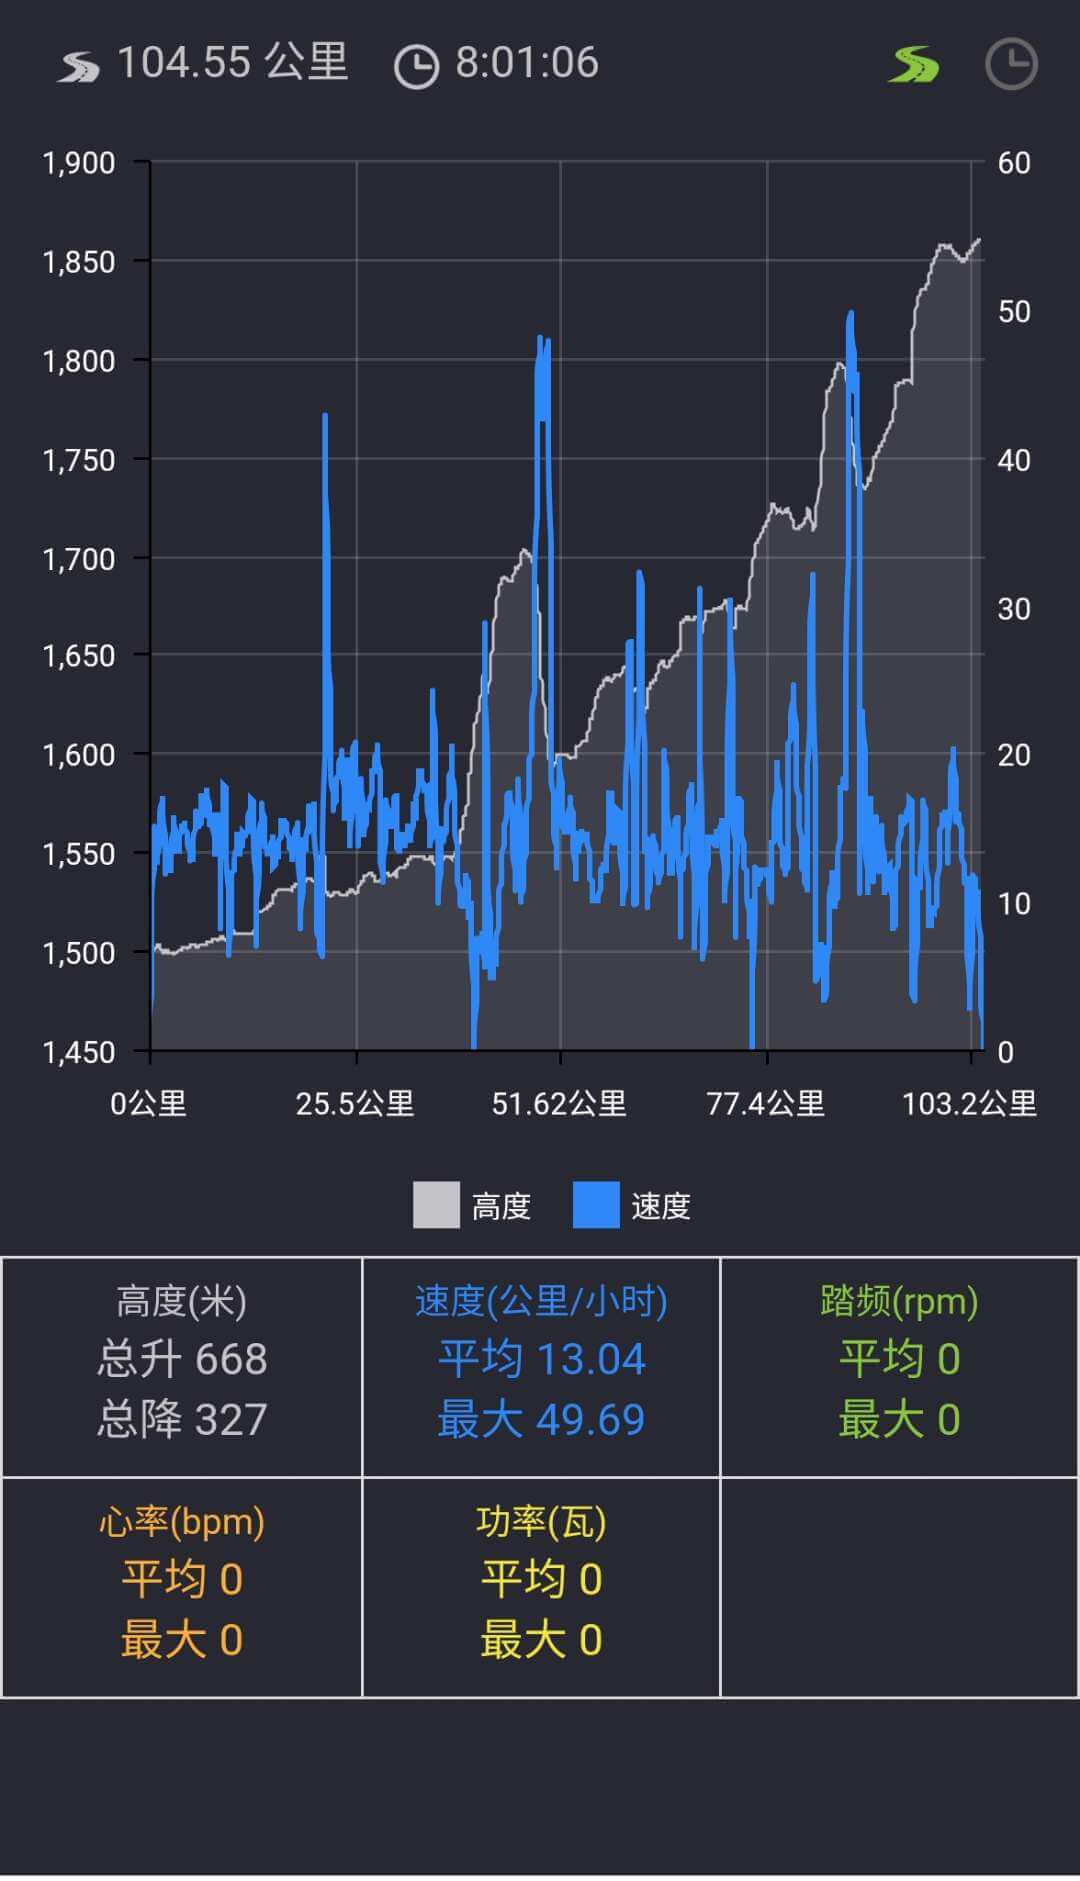 104.55 公里 8:01:06
1,900 60
1,850
50
1,800
1,750 40
1,700
30
1,650
1,600 20
1,550
10
1,500
1,450 0
0公里 25.5公里 51.62公里 77.4公里 103.2公里
高度 速度
高度(米) 速度(公里/小时) 踏频(rpm)
总升 668 平均 13.04 平均 0
总降 327 最大 49.69 最大 0
心率(bpm) 功率(瓦)
平均 0 平均 0
最大 0 最大 0